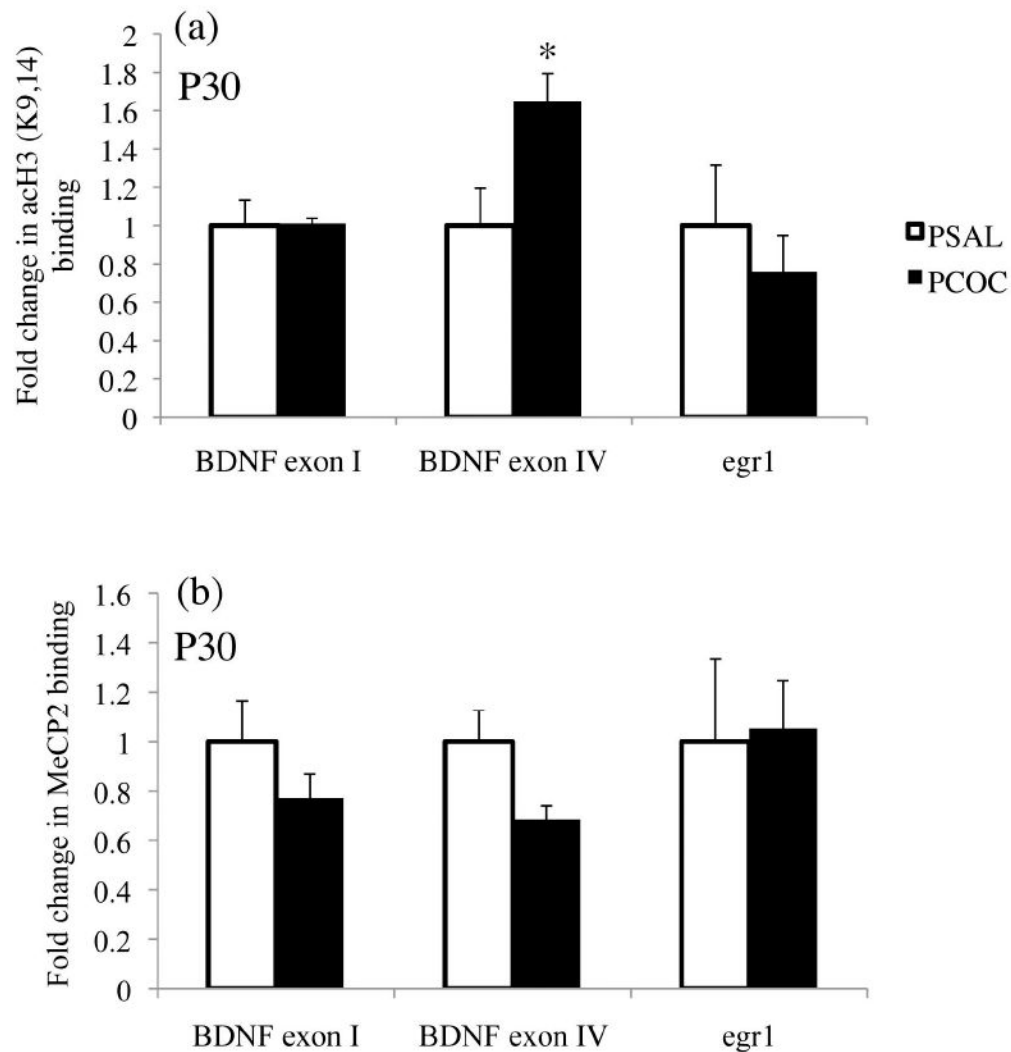 (a)
P30
Fold change in acH3 (K9,14)
binding
2
1.8
1.6
1.4
1.2
1
0.8
0.6
0.4
0.2
0
*
BDNF exon I
BDNF exon IV
egr1
PSAL
PCOC
(b)
P30
Fold change in MeCP2 binding
1.6
1.4
1.2
1
0.8
0.6
0.4
0.2
0
BDNF exon I
BDNF exon IV
egr1